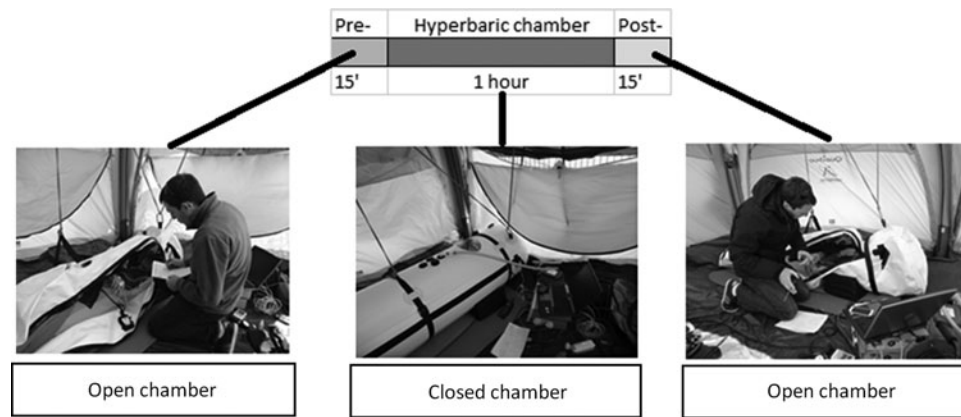 Pre- Hyperbaric chamber Post-
15' 1 hour 15'
Open chamber
Closed chamber
Open chamber